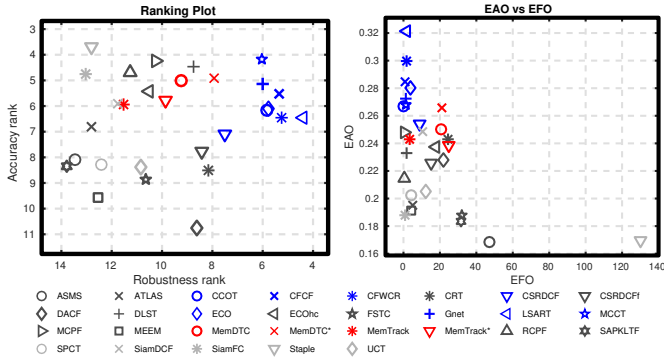 Ranking Plot
EAO vs EFO
Accuracy rank
3
4
5
6
7
8
9
10
11
14 12 10 8 6 4
Robustness rank
EAO
0.32
0.3
0.28
0.26
0.24
0.22
0.2
0.18
0.16
0 20 40 60 80 100 120 140
EFO
ASMS ATLAS CCOT CFCF CFWCR CRT CSRDCF CSRDCFf
DACF DLST ECO ECOhc FSTC Gnet LSART MCCT
MCPF MEEM MemDTC MemDTC* MemTrack MemTrack* RCPF SAPKLTF
SPCT SiamDCF SiamFC Staple UCT